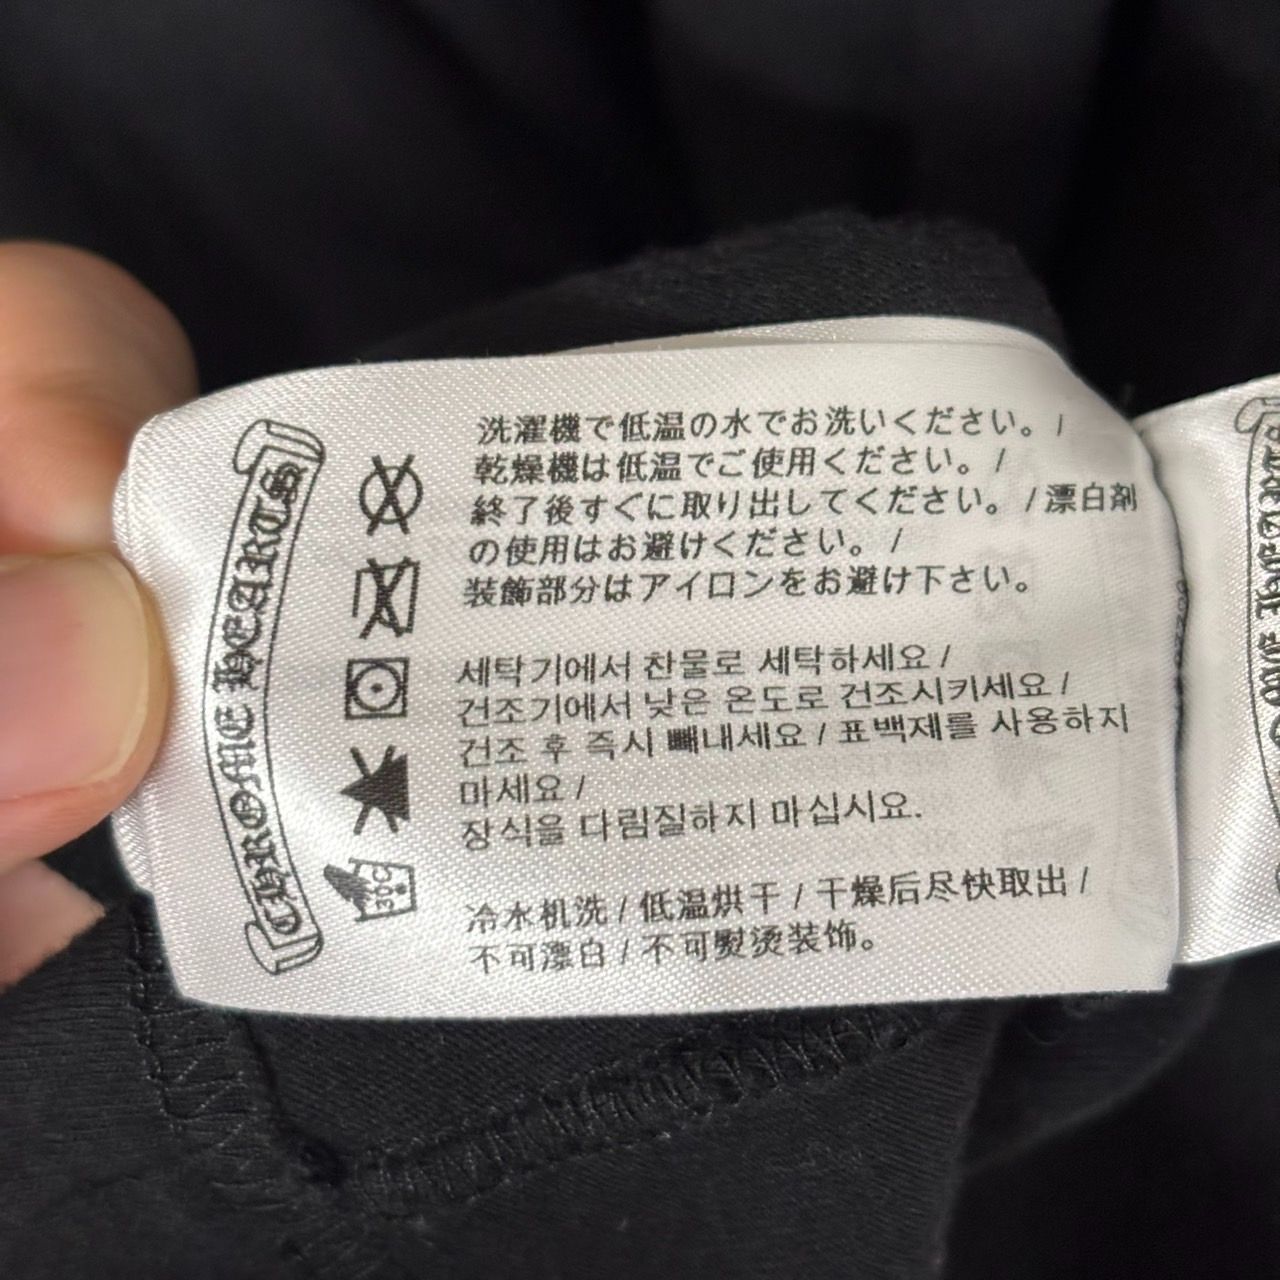 CHROME HEARTS
洗濯機で低温の水でお洗いください。/
乾燥機は低温でご使用ください。/
終了後すぐに取り出してください。/漂白剤
の使用はお避けください。/
装飾部分はアイロンをお避け下さい。
세탁기에서 찬물로 세탁하세요 /
건조기에서 낮은 온도로 건조시키세요 /
건조 후 즉시 빼내세요 / 표백제를 사용하지
마세요 /
장식을 다림질하지 마십시오.
冷水机洗 / 低温烘干 / 干燥后尽快取出 /
不可漂白 / 不可熨烫装饰。
30C